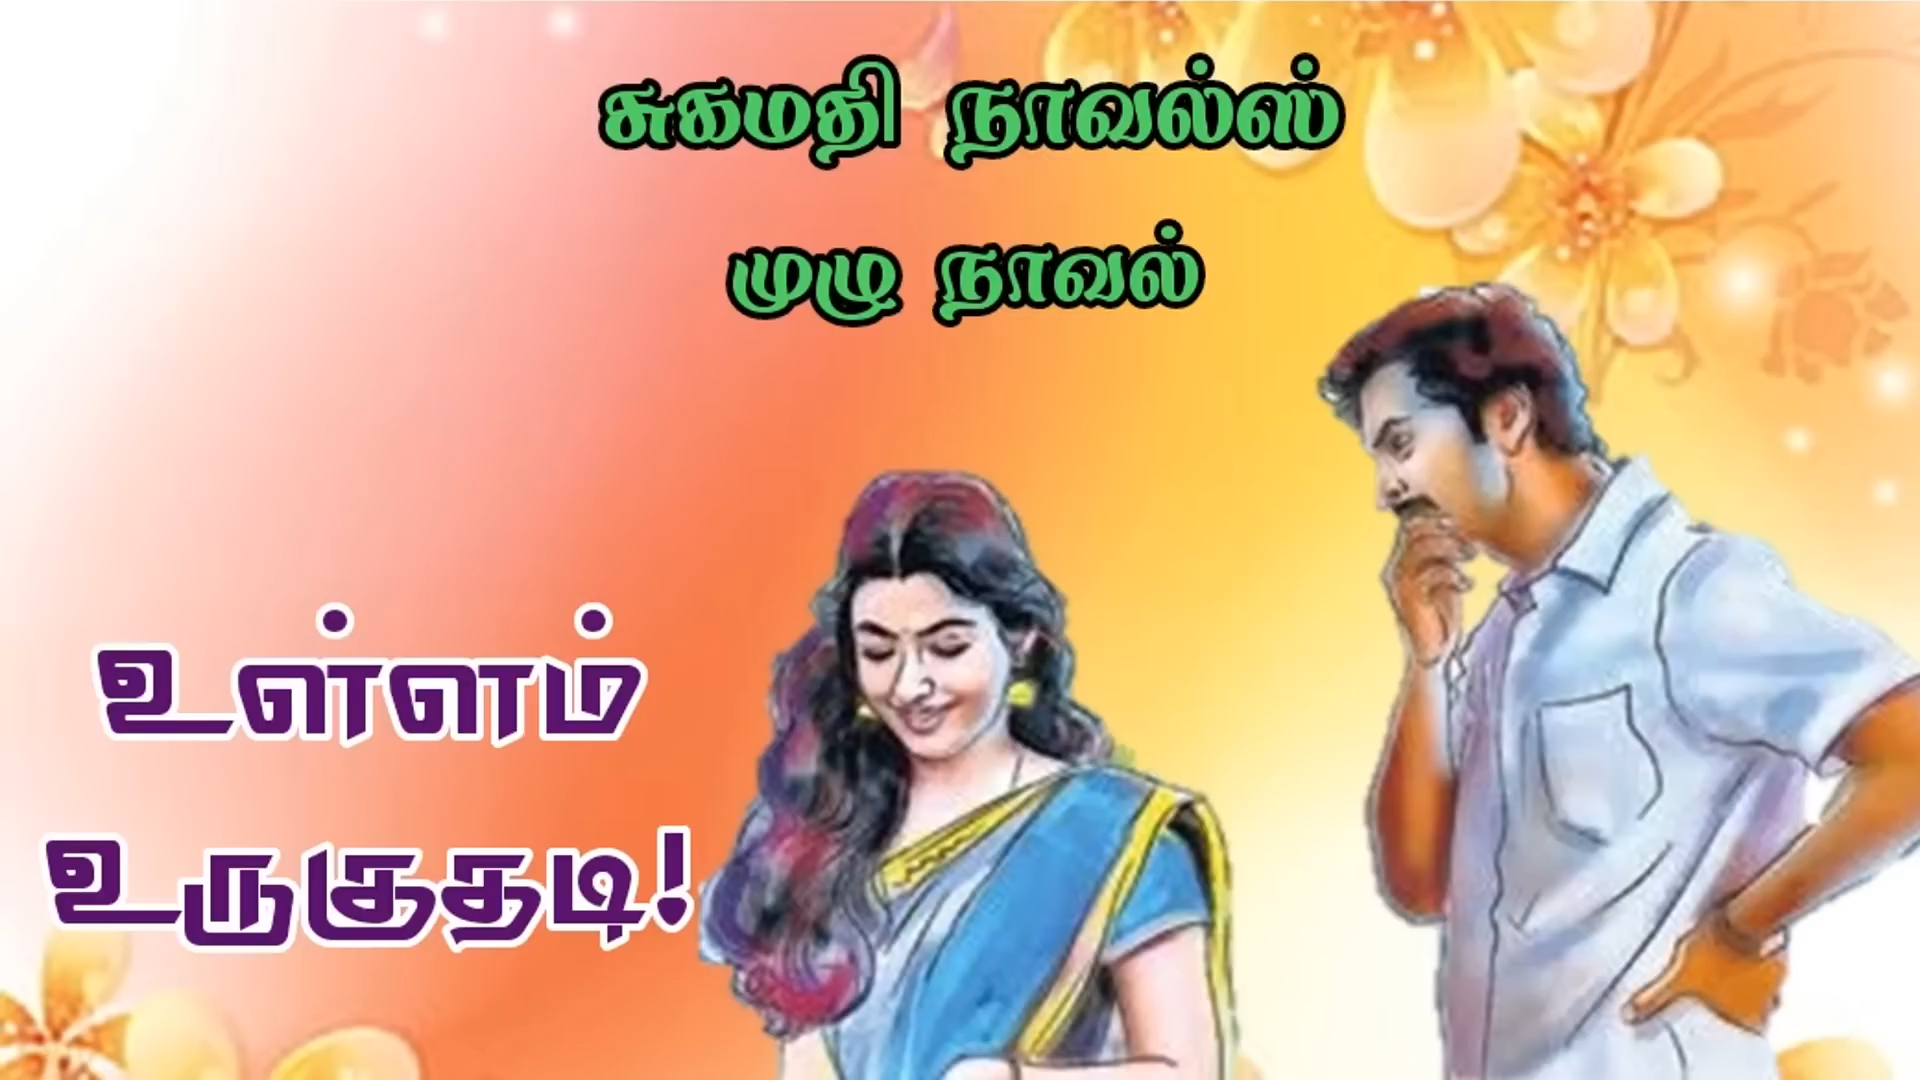 சுகமதி நாவல்ஸ்
முழு நாவல்
உள்ளம்
உருகுதடி!